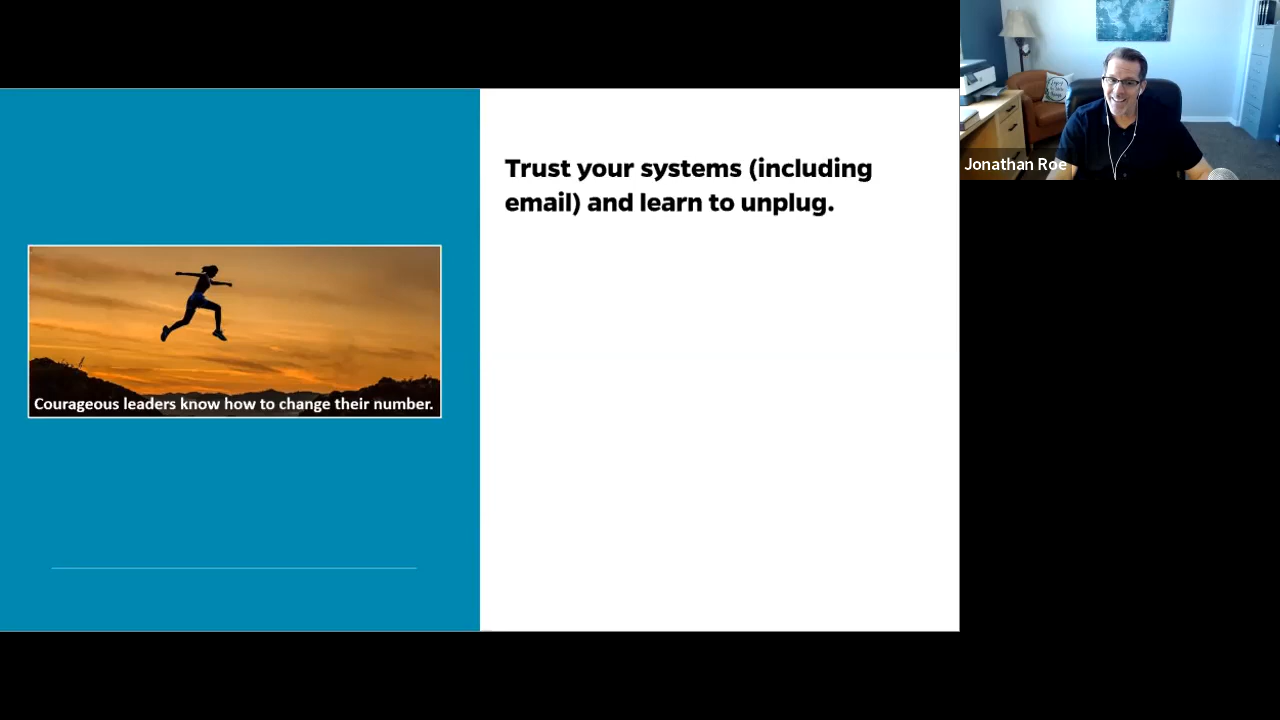 Trust your systems (including
email) and learn to unplug.
Courageous leaders know how to change their number.
Jonathan Roe